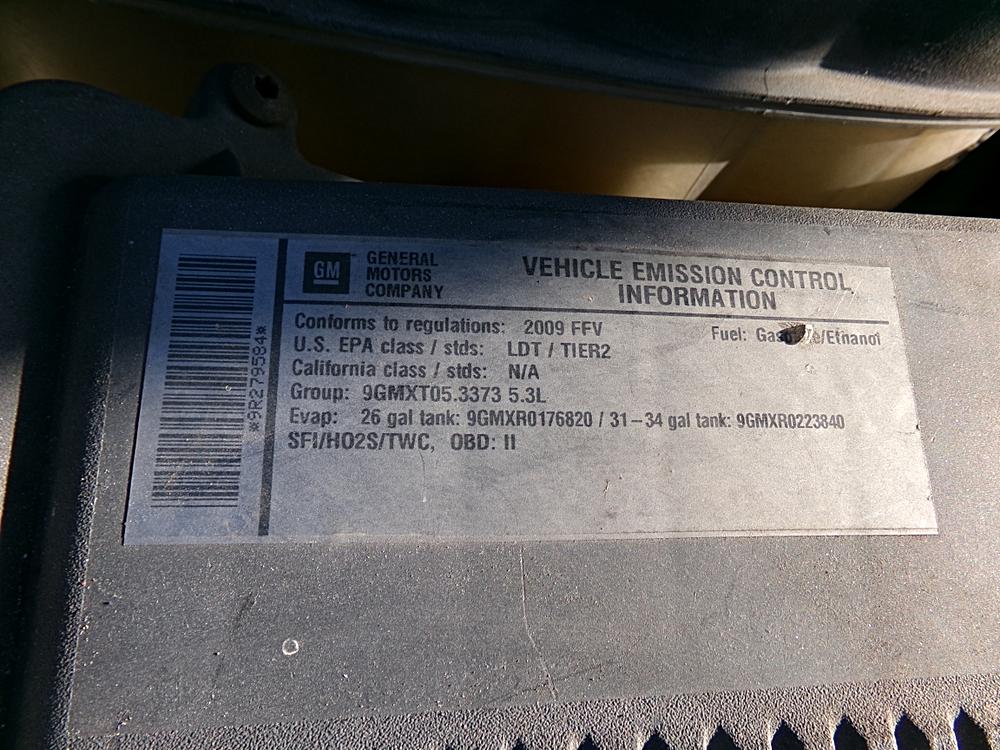 *9R279584*
GM
GENERAL
MOTORS
COMPANY
VEHICLE EMISSION CONTROL
INFORMATION
Conforms to regulations: 2009 FFV
Fuel: /Ethanol
U.S. EPA class / stds: LDT / TIER2
California class / stds: N/A
Group: 9GMXT05.3373 5.3L
Evap: 26 gal tank: 9GMXR0176820 / 31-34 gal tank: 9GMXR0223840
SFI/HO2S/TWC, OBD: II